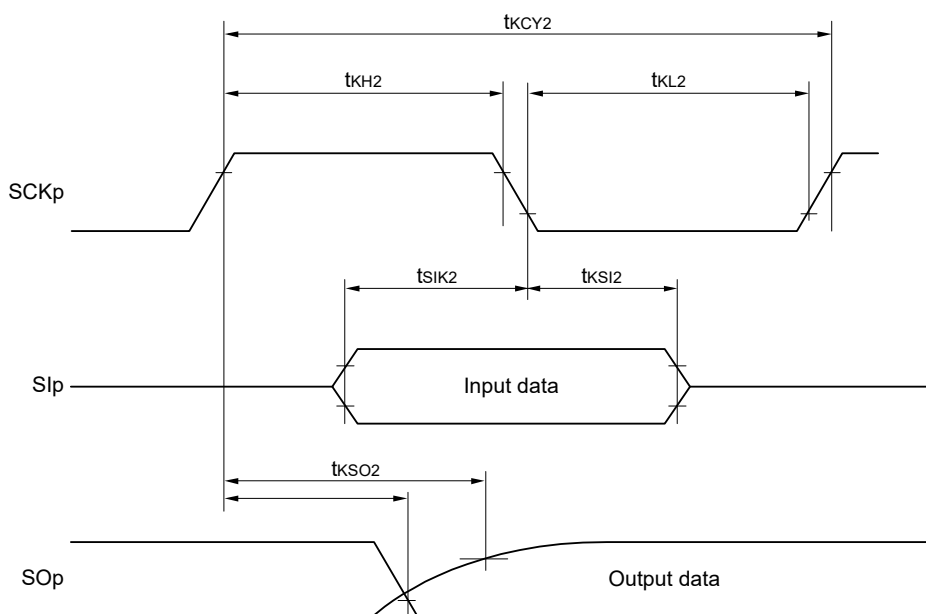 tKCY2
tKH2
tKL2
SCKp
tSIK2
tKSI2
SIp
Input data
tKSO2
SOp
Output data